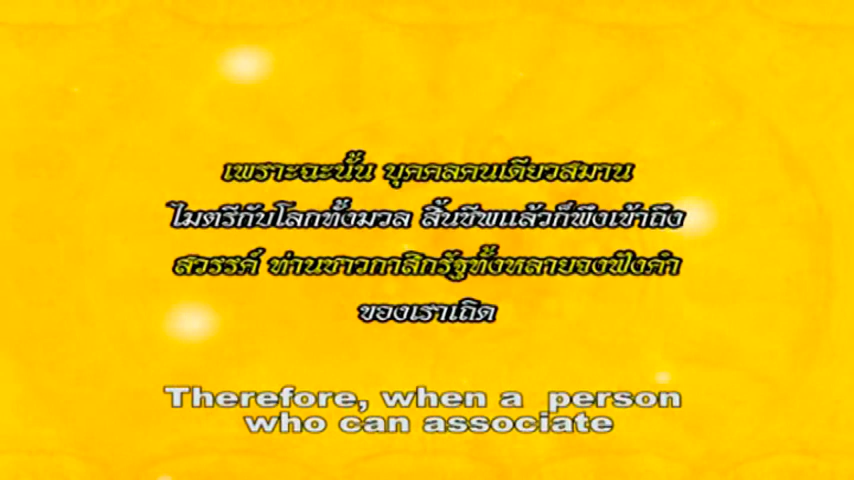 เพราะฉะนั้น บุคคลคนเดียวสมาน
ไมตรีกับโลกทั้งมวล สิ้นชีพแล้วก็พึงเข้าถึง
สวรรค์ ท่านชาวกาสิกรัฐทั้งหลายจงฟังคำ
ของเราเถิด
Therefore, when a person
who can associate